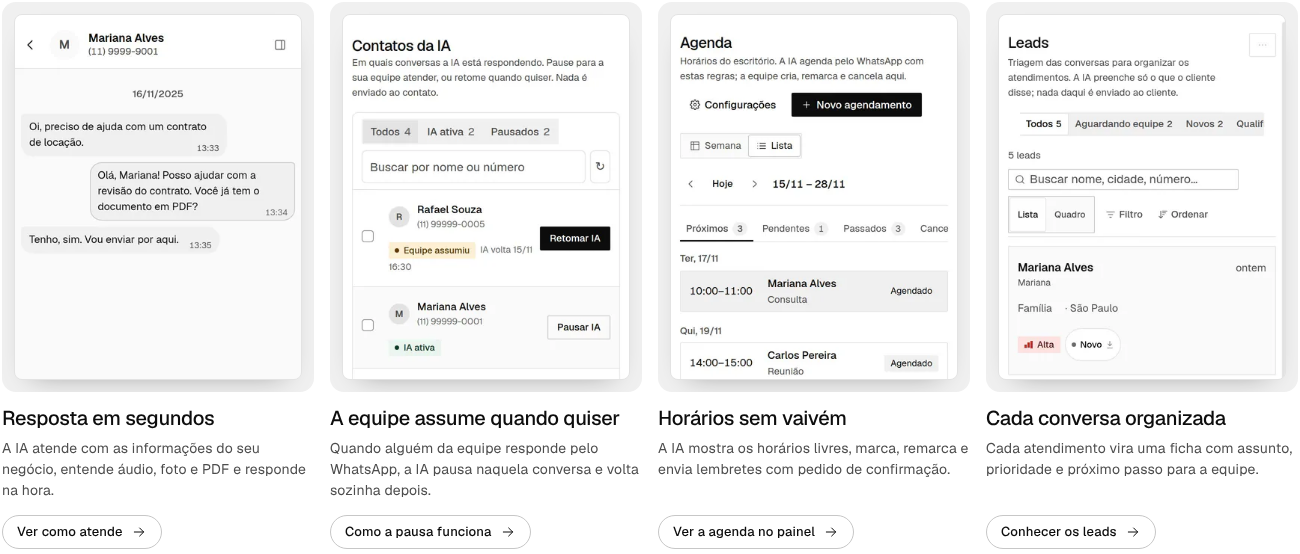 M
Mariana Alves
(11) 9999-9001
16/11/2025
Oi, preciso de ajuda com um contrato
de locação.
13:33
Olá, Mariana! Posso ajudar com a
revisão do contrato. Você já tem o
documento em PDF?
13:34
Tenho, sim. Vou enviar por aqui.
13:35
Resposta em segundos
A IA atende com as informações do seu
negócio, entende áudio, foto e PDF e responde
na hora.
Ver como atende →
Contatos da IA
Em quais conversas a IA está respondendo. Pause para a
sua equipe atender, ou retome quando quiser. Nada é
enviado ao contato.
Todos 4 IA ativa 2 Pausados 2
Buscar por nome ou número
R
Rafael Souza
(11) 99999-0005
Equipe assumiu IA volta 15/11
16:30
Retomar IA
M
Mariana Alves
(11) 99999-0001
IA ativa
Pausar IA
A equipe assume quando quiser
Quando alguém da equipe responde pelo
WhatsApp, a IA pausa naquela conversa e volta
sozinha depois.
Como a pausa funciona →
Agenda
Horários do escritório. A IA agenda pelo WhatsApp com
estas regras; a equipe cria, remarca e cancela aqui.
Configurações + Novo agendamento
Semana Lista
Hoje 15/11 – 28/11
Próximos 3 Pendentes 1 Passados 3 Cance
Ter, 17/11
10:00–11:00 Mariana Alves Agendado
Consulta
Qui, 19/11
14:00–15:00 Carlos Pereira Agendado
Reunião
Horários sem vaivém
A IA mostra os horários livres, marca, remarca e
envia lembretes com pedido de confirmação.
Ver a agenda no painel →
Leads
Triagem das conversas para organizar os
atendimentos. A IA preenche só o que o cliente
disse; nada daqui é enviado ao cliente.
Todos 5 Aguardando equipe 2 Novos 2 Qualif
5 leads
Buscar nome, cidade, número...
Lista Quadro Filtro Ordenar
Mariana Alves ontem
Mariana
Família · São Paulo
Alta Novo
Cada conversa organizada
Cada atendimento vira uma ficha com assunto,
prioridade e próximo passo para a equipe.
Conhecer os leads →